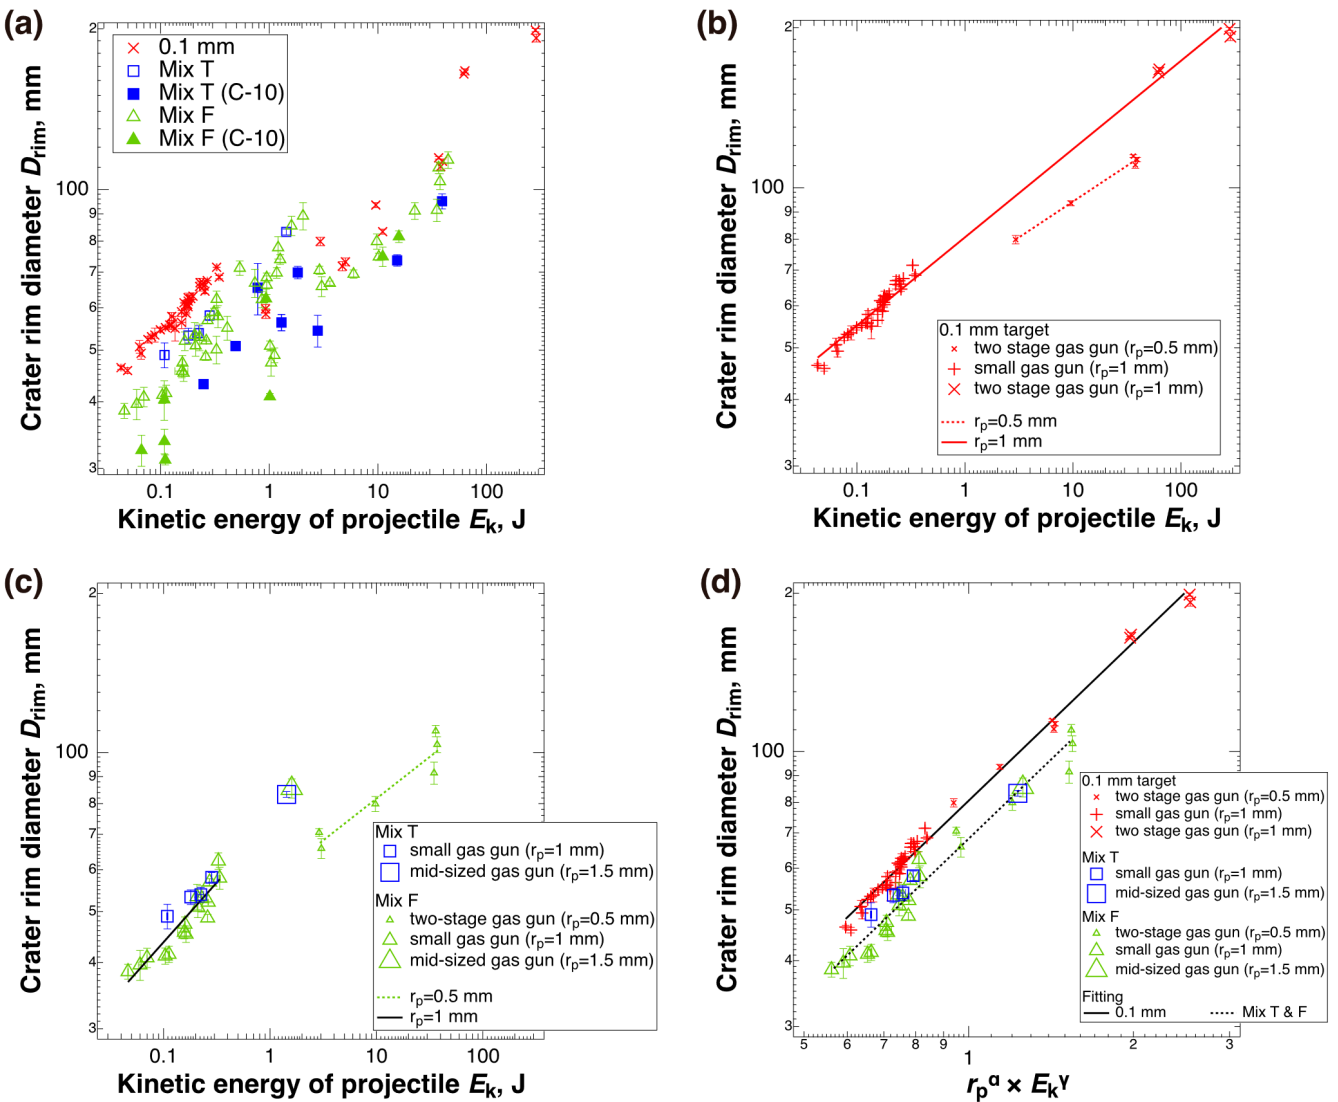 (a)
2
100
9
8
7
6
5
4
3
0.1
1
10
100
Crater rim diameter Drim, mm
Kinetic energy of projectile Ek, J
0.1 mm
Mix T
Mix T (C-10)
Mix F
Mix F (C-10)
(b)
2
100
9
8
7
6
5
4
3
0.1
1
10
100
Crater rim diameter Drim, mm
Kinetic energy of projectile Ek, J
0.1 mm target
two stage gas gun (rp=0.5 mm)
small gas gun (rp=1 mm)
two stage gas gun (rp=1 mm)
rp=0.5 mm
rp=1 mm
(c)
2
100
9
8
7
6
5
4
3
0.1
1
10
100
Crater rim diameter Drim, mm
Kinetic energy of projectile Ek, J
Mix T
small gas gun (rp=1 mm)
mid-sized gas gun (rp=1.5 mm)
Mix F
two-stage gas gun (rp=0.5 mm)
small gas gun (rp=1 mm)
mid-sized gas gun (rp=1.5 mm)
rp=0.5 mm
rp=1 mm
(d)
2
100
9
8
7
6
5
4
3
5
6
7
8
9
1
2
3
Crater rim diameter Drim, mm
rpα × Ekγ
0.1 mm target
two stage gas gun (rp=0.5 mm)
small gas gun (rp=1 mm)
two stage gas gun (rp=1 mm)
Mix T
small gas gun (rp=1 mm)
mid-sized gas gun (rp=1.5 mm)
Mix F
two-stage gas gun (rp=0.5 mm)
small gas gun (rp=1 mm)
mid-sized gas gun (rp=1.5 mm)
Fitting
0.1 mm
Mix T & F